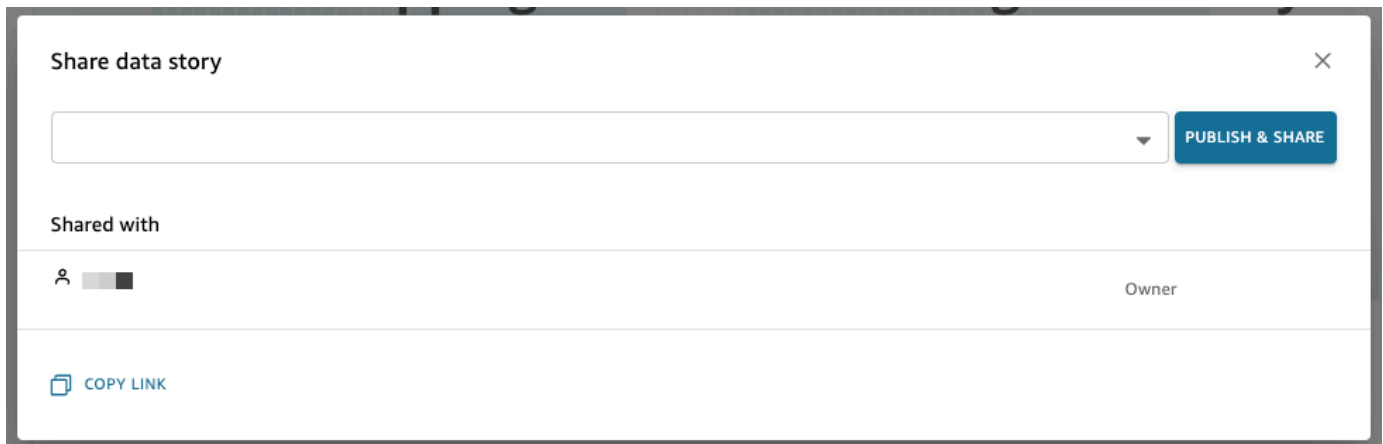 Share data story
PUBLISH & SHARE
Shared with
Owner
COPY LINK